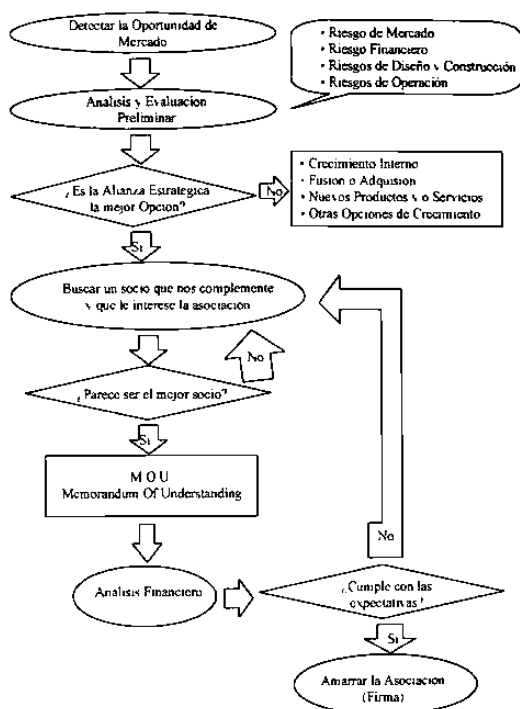 Detectar la Oportunidad de
Mercado
• Riesgo de Mercado
• Riesgo Financiero
• Riesgos de Diseño y Construcción
• Riesgos de Operación
Analisis y Evaluacion
Preliminar
¿Es la Alianza Estrategica
la mejor Opcion?
No
• Crecimiento Interno
• Fusion o Adquision
• Nuevos Productos y o Servicios
• Otras Opciones de Crecimiento
Si
Buscar un socio que nos complemente
y que le interese la asociación
No
¿Parece ser el mejor socio?
Si
M O U
Memorandum Of Understanding
No
Analisis Financiero
¿Cumple con las
expectativas?
Si
Amarrar la Asociación
(Firma)